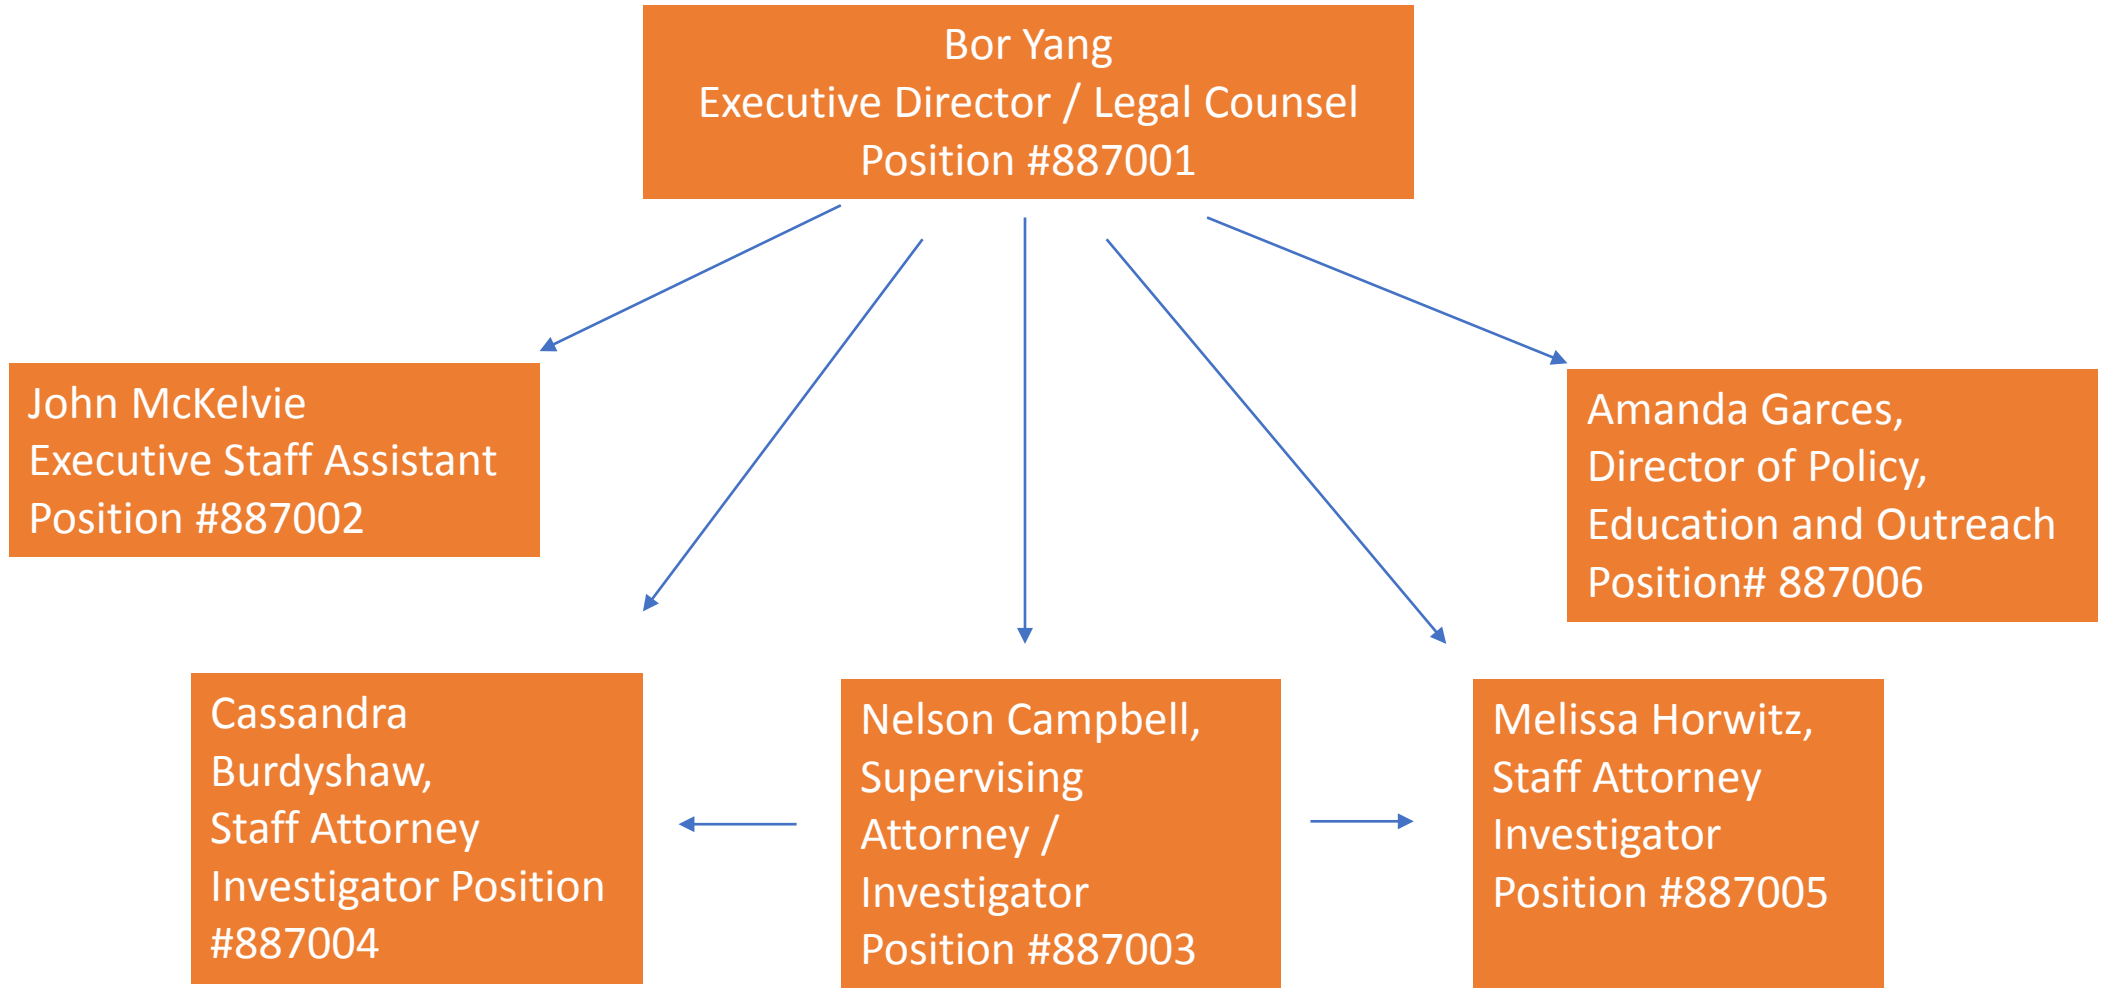 Bor Yang
Executive Director / Legal Counsel
Position #887001
John McKelvie
Executive Staff Assistant
Position #887002
Amanda Garces,
Director of Policy,
Education and Outreach
Position# 887006
Cassandra
Burdyshaw,
Staff Attorney
Investigator Position
#887004
Nelson Campbell,
Supervising
Attorney /
Investigator
Position #887003
Melissa Horwitz,
Staff Attorney
Investigator
Position #887005